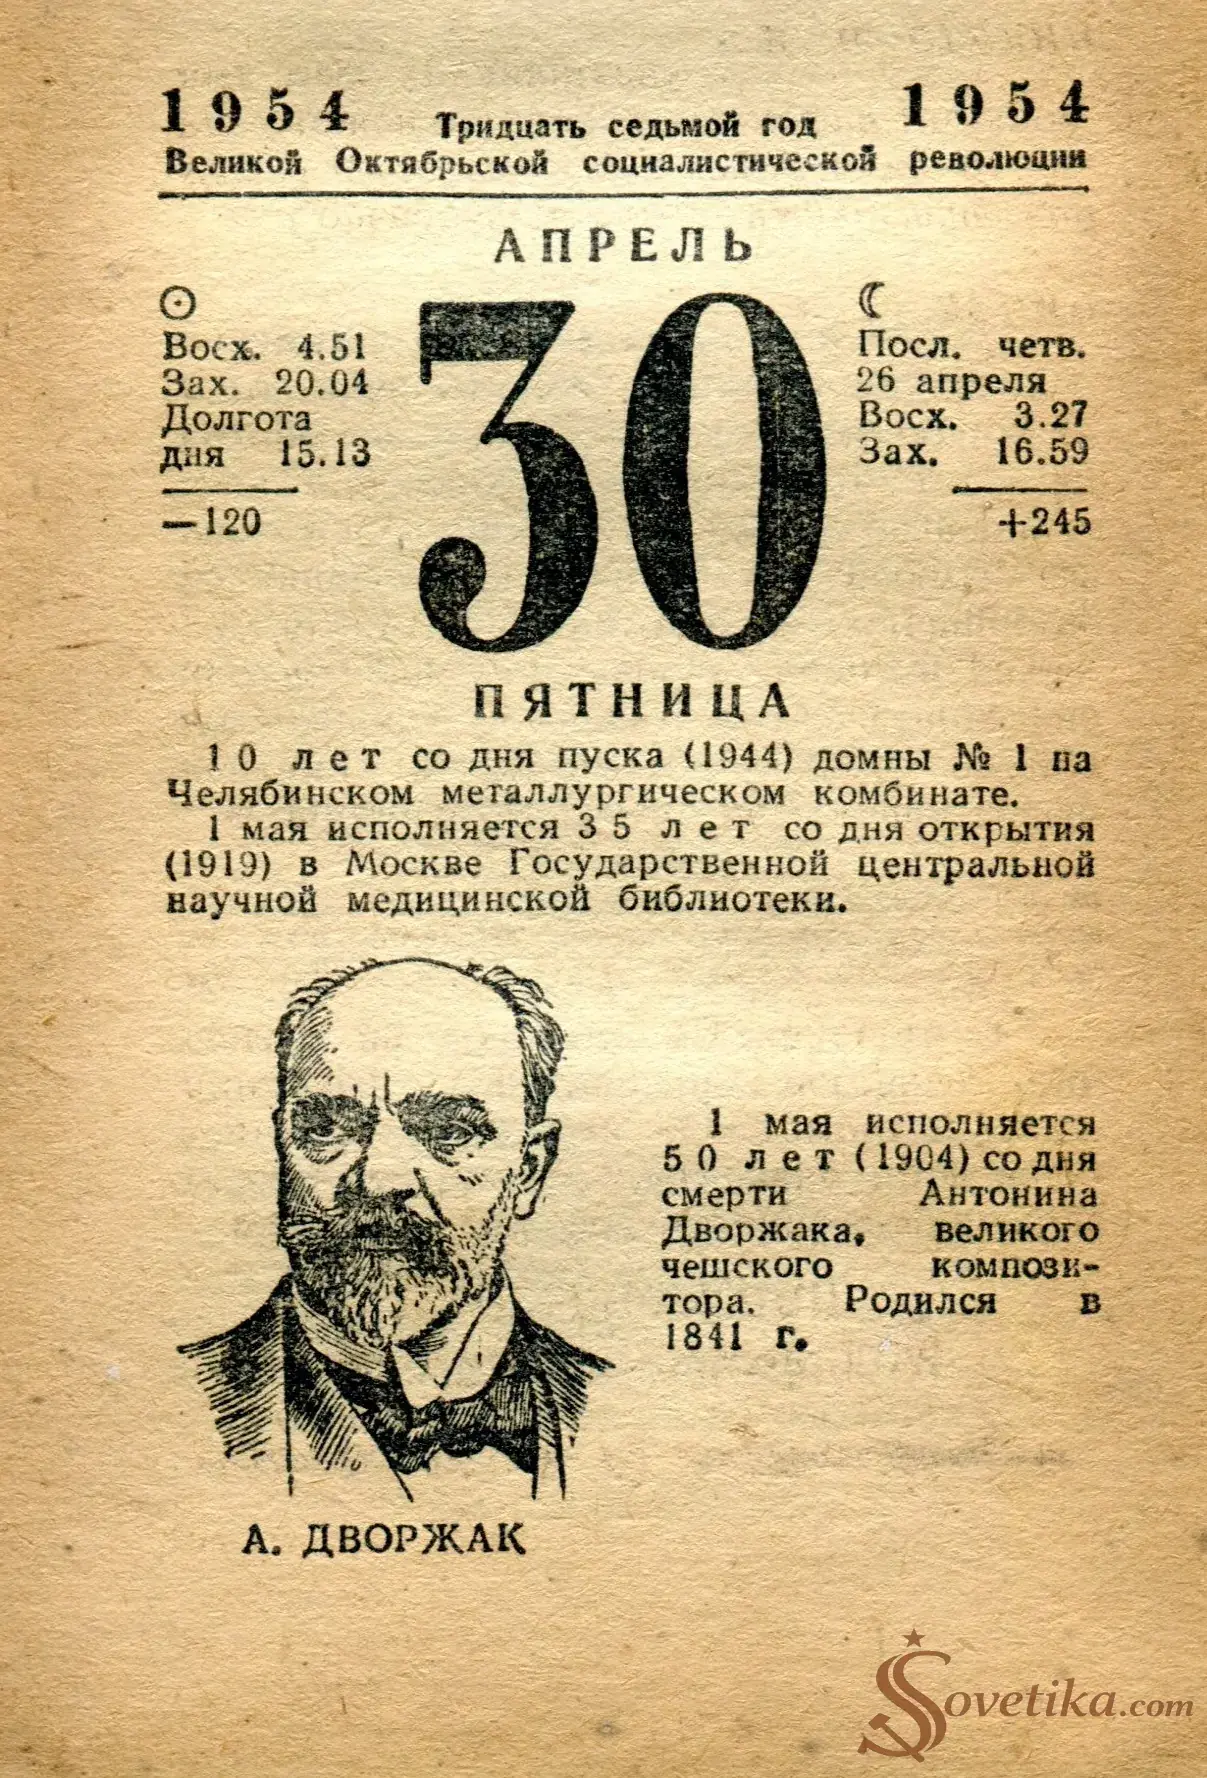 1954 Тридцать седьмой год 1954
Великой Октябрьской социалистической революции
АПРЕЛЬ
30
Восх. 4.51
Зах. 20.04
Долгота
дня 15.13
—120
Посл. четв.
26 апреля
Восх. 3.27
Зах. 16.59
+245
ПЯТНИЦА
10 лет со дня пуска (1944) домны № 1 на
Челябинском металлургическом комбинате.
1 мая исполняется 35 лет со дня открытия
(1919) в Москве Государственной центральной
научной медицинской библиотеки.
1 мая исполняется
50 лет (1904) со дня
смерти Антонина
Дворжака, великого
чешского компози-
тора. Родился в
1841 г.
А. ДВОРЖАК
Sovetika.com